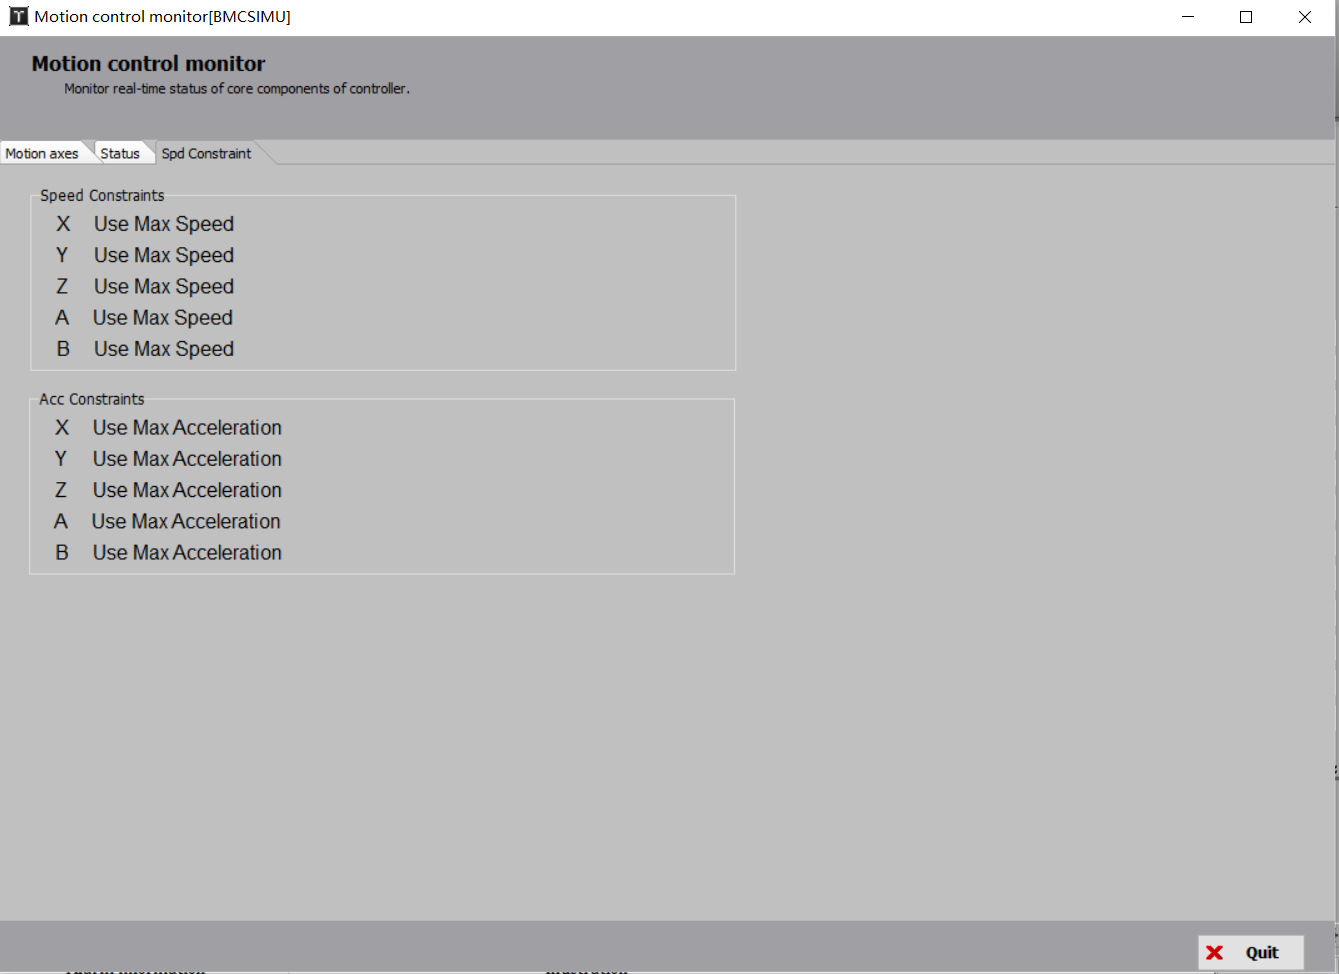 Motion control monitor[BMCSIMU]
Motion control monitor
Monitor real-time status of core components of controller.
Motion axes Status Spd Constraint
Speed Constraints
X Use Max Speed
Y Use Max Speed
Z Use Max Speed
A Use Max Speed
B Use Max Speed
Acc Constraints
X Use Max Acceleration
Y Use Max Acceleration
Z Use Max Acceleration
A Use Max Acceleration
B Use Max Acceleration
Quit